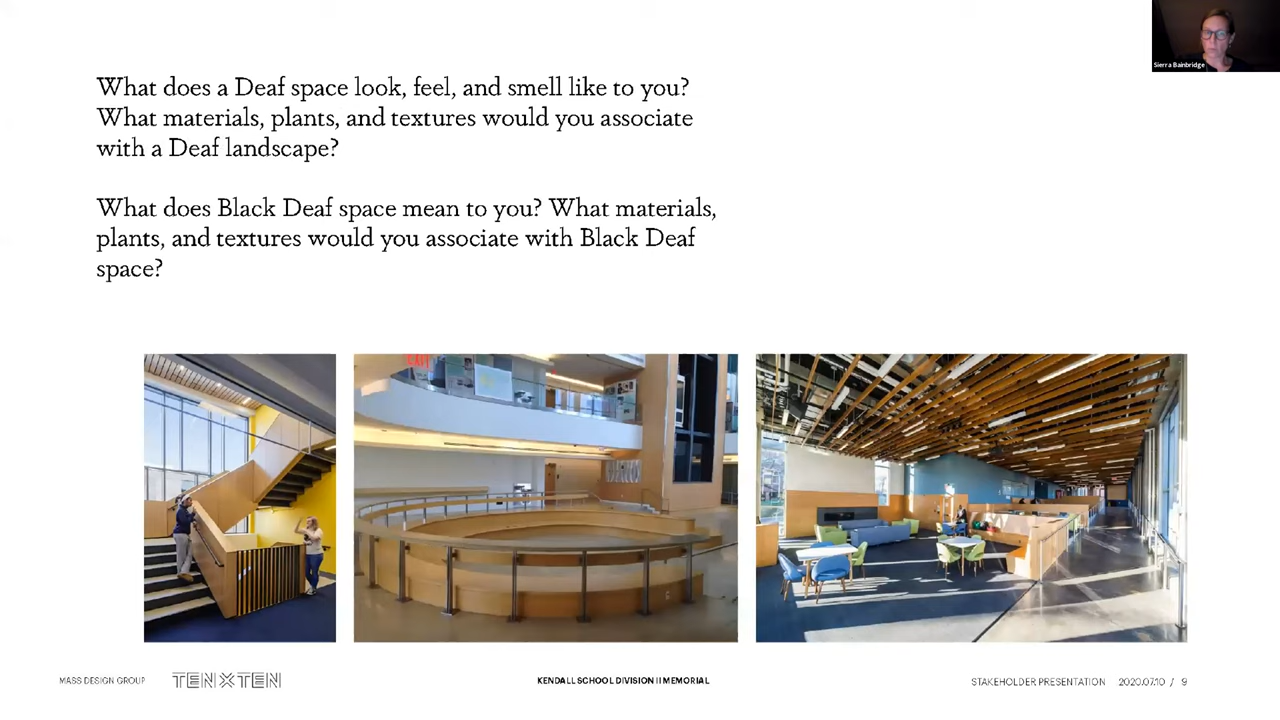 Sierra Bainbridge
What does a Deaf space look, feel, and smell like to you?
What materials, plants, and textures would you associate
with a Deaf landscape?
What does Black Deaf space mean to you? What materials,
plants, and textures would you associate with Black Deaf
space?
EXIT
MASS DESIGN GROUP
TEN X TEN
KENDALL SCHOOL DIVISION II MEMORIAL
STAKEHOLDER PRESENTATION 2020.07.10 / 9